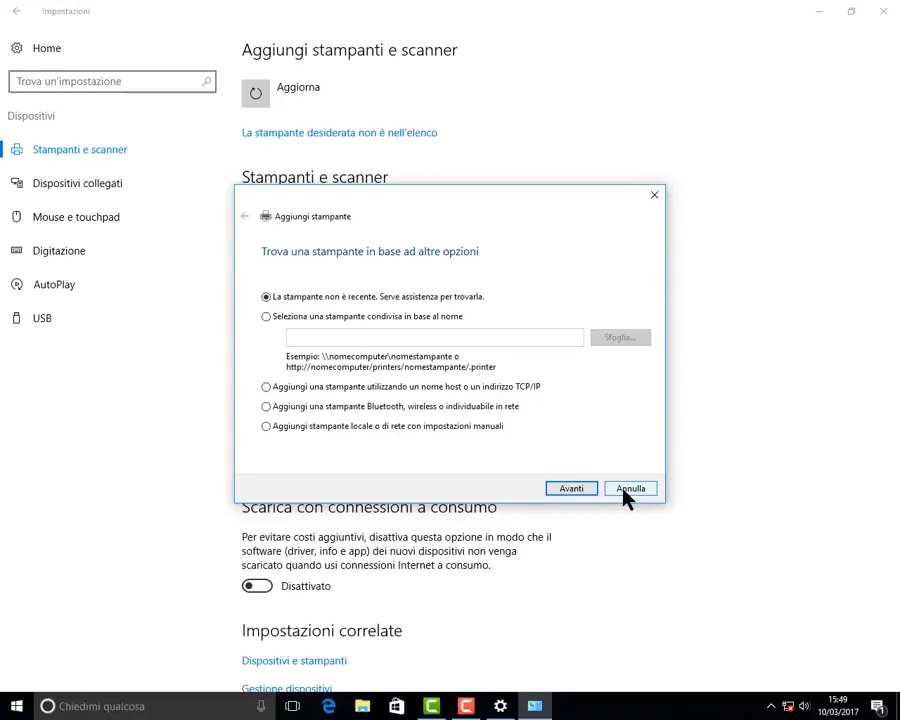 Impostazioni
Home
Trova un'impostazione
Dispositivi
Stampanti e scanner
Dispositivi collegati
Mouse e touchpad
Digitazione
AutoPlay
USB
Aggiungi stampanti e scanner
Aggiorna
La stampante desiderata non è nell'elenco
Stampanti e scanner
Aggiungi stampante
Trova una stampante in base ad altre opzioni
La stampante non è recente. Serve assistenza per trovarla.
Seleziona una stampante condivisa in base al nome
Sfoglia...
Esempio: \\nomecomputer\nomestampante o
http://nomecomputer/printers/nomestampante/.printer
Aggiungi una stampante utilizzando un nome host o un indirizzo TCP/IP
Aggiungi una stampante Bluetooth, wireless o individuabile in rete
Aggiungi stampante locale o di rete con impostazioni manuali
Avanti
Annulla
Scarica con connessioni a consumo
Per evitare costi aggiuntivi, disattiva questa opzione in modo che il
software (driver, info e app) dei nuovi dispositivi non venga
scaricato quando usi connessioni Internet a consumo.
Disattivato
Impostazioni correlate
Dispositivi e stampanti
Gestione dispositivi
Chiedimi qualcosa
15:49
10/03/2017